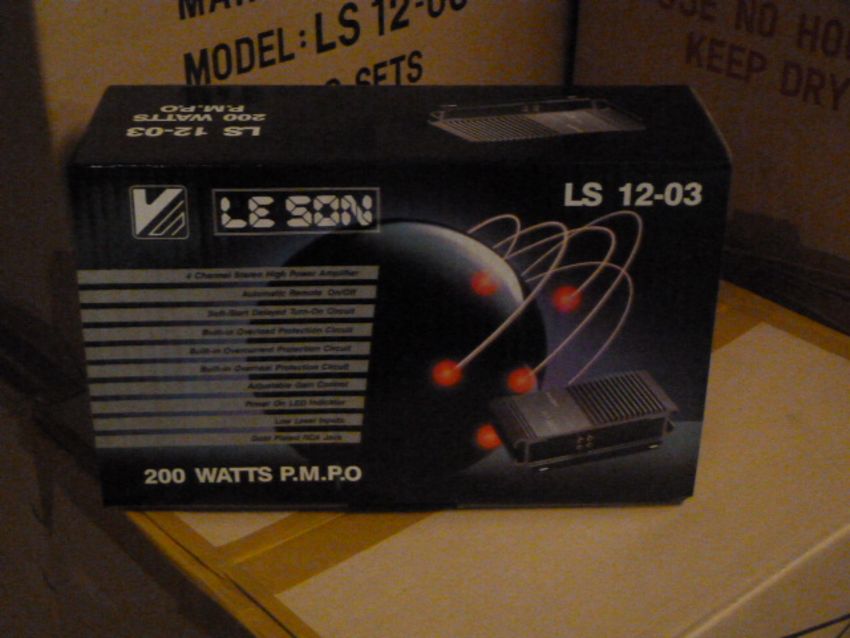 MODEL: LS 12-03
SETS
USE NO HO
KEEP DRY
LS 12-03
200 WATTS
P.M.P.O
LE SON
LS 12-03
4 Channel Stereo High Power Amplifier
Automatic Remote On/Off
Soft-Start Delayed Turn-On Circuit
Built-in Overload Protection Circuit
Built-in Overcurrent Protection Circuit
Built-in Overheat Protection Circuit
Adjustable Gain Control
Power On LED Indicator
Low Level Inputs
Gold Plated RCA Jack
200 WATTS P.M.P.O